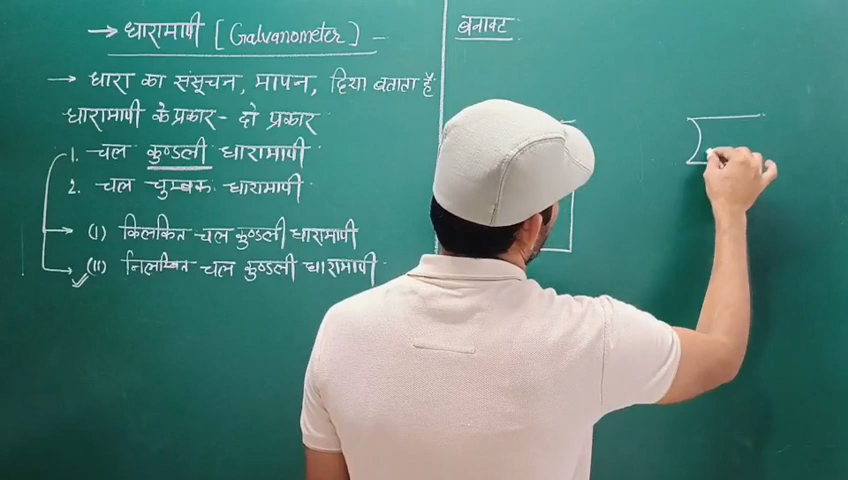 → धारामापी [Galvanometer] -
→ धारा का संसूचन, मापन, दिशा बताता है
धारामापी के प्रकार - दो प्रकार
1. चल कुण्डली धारामापी
2. चल चुम्बक धारामापी
→ (I) किलकित चल कुण्डली धारामापी
→ (II) निलम्बित चल कुण्डली धारामापी
बनावट